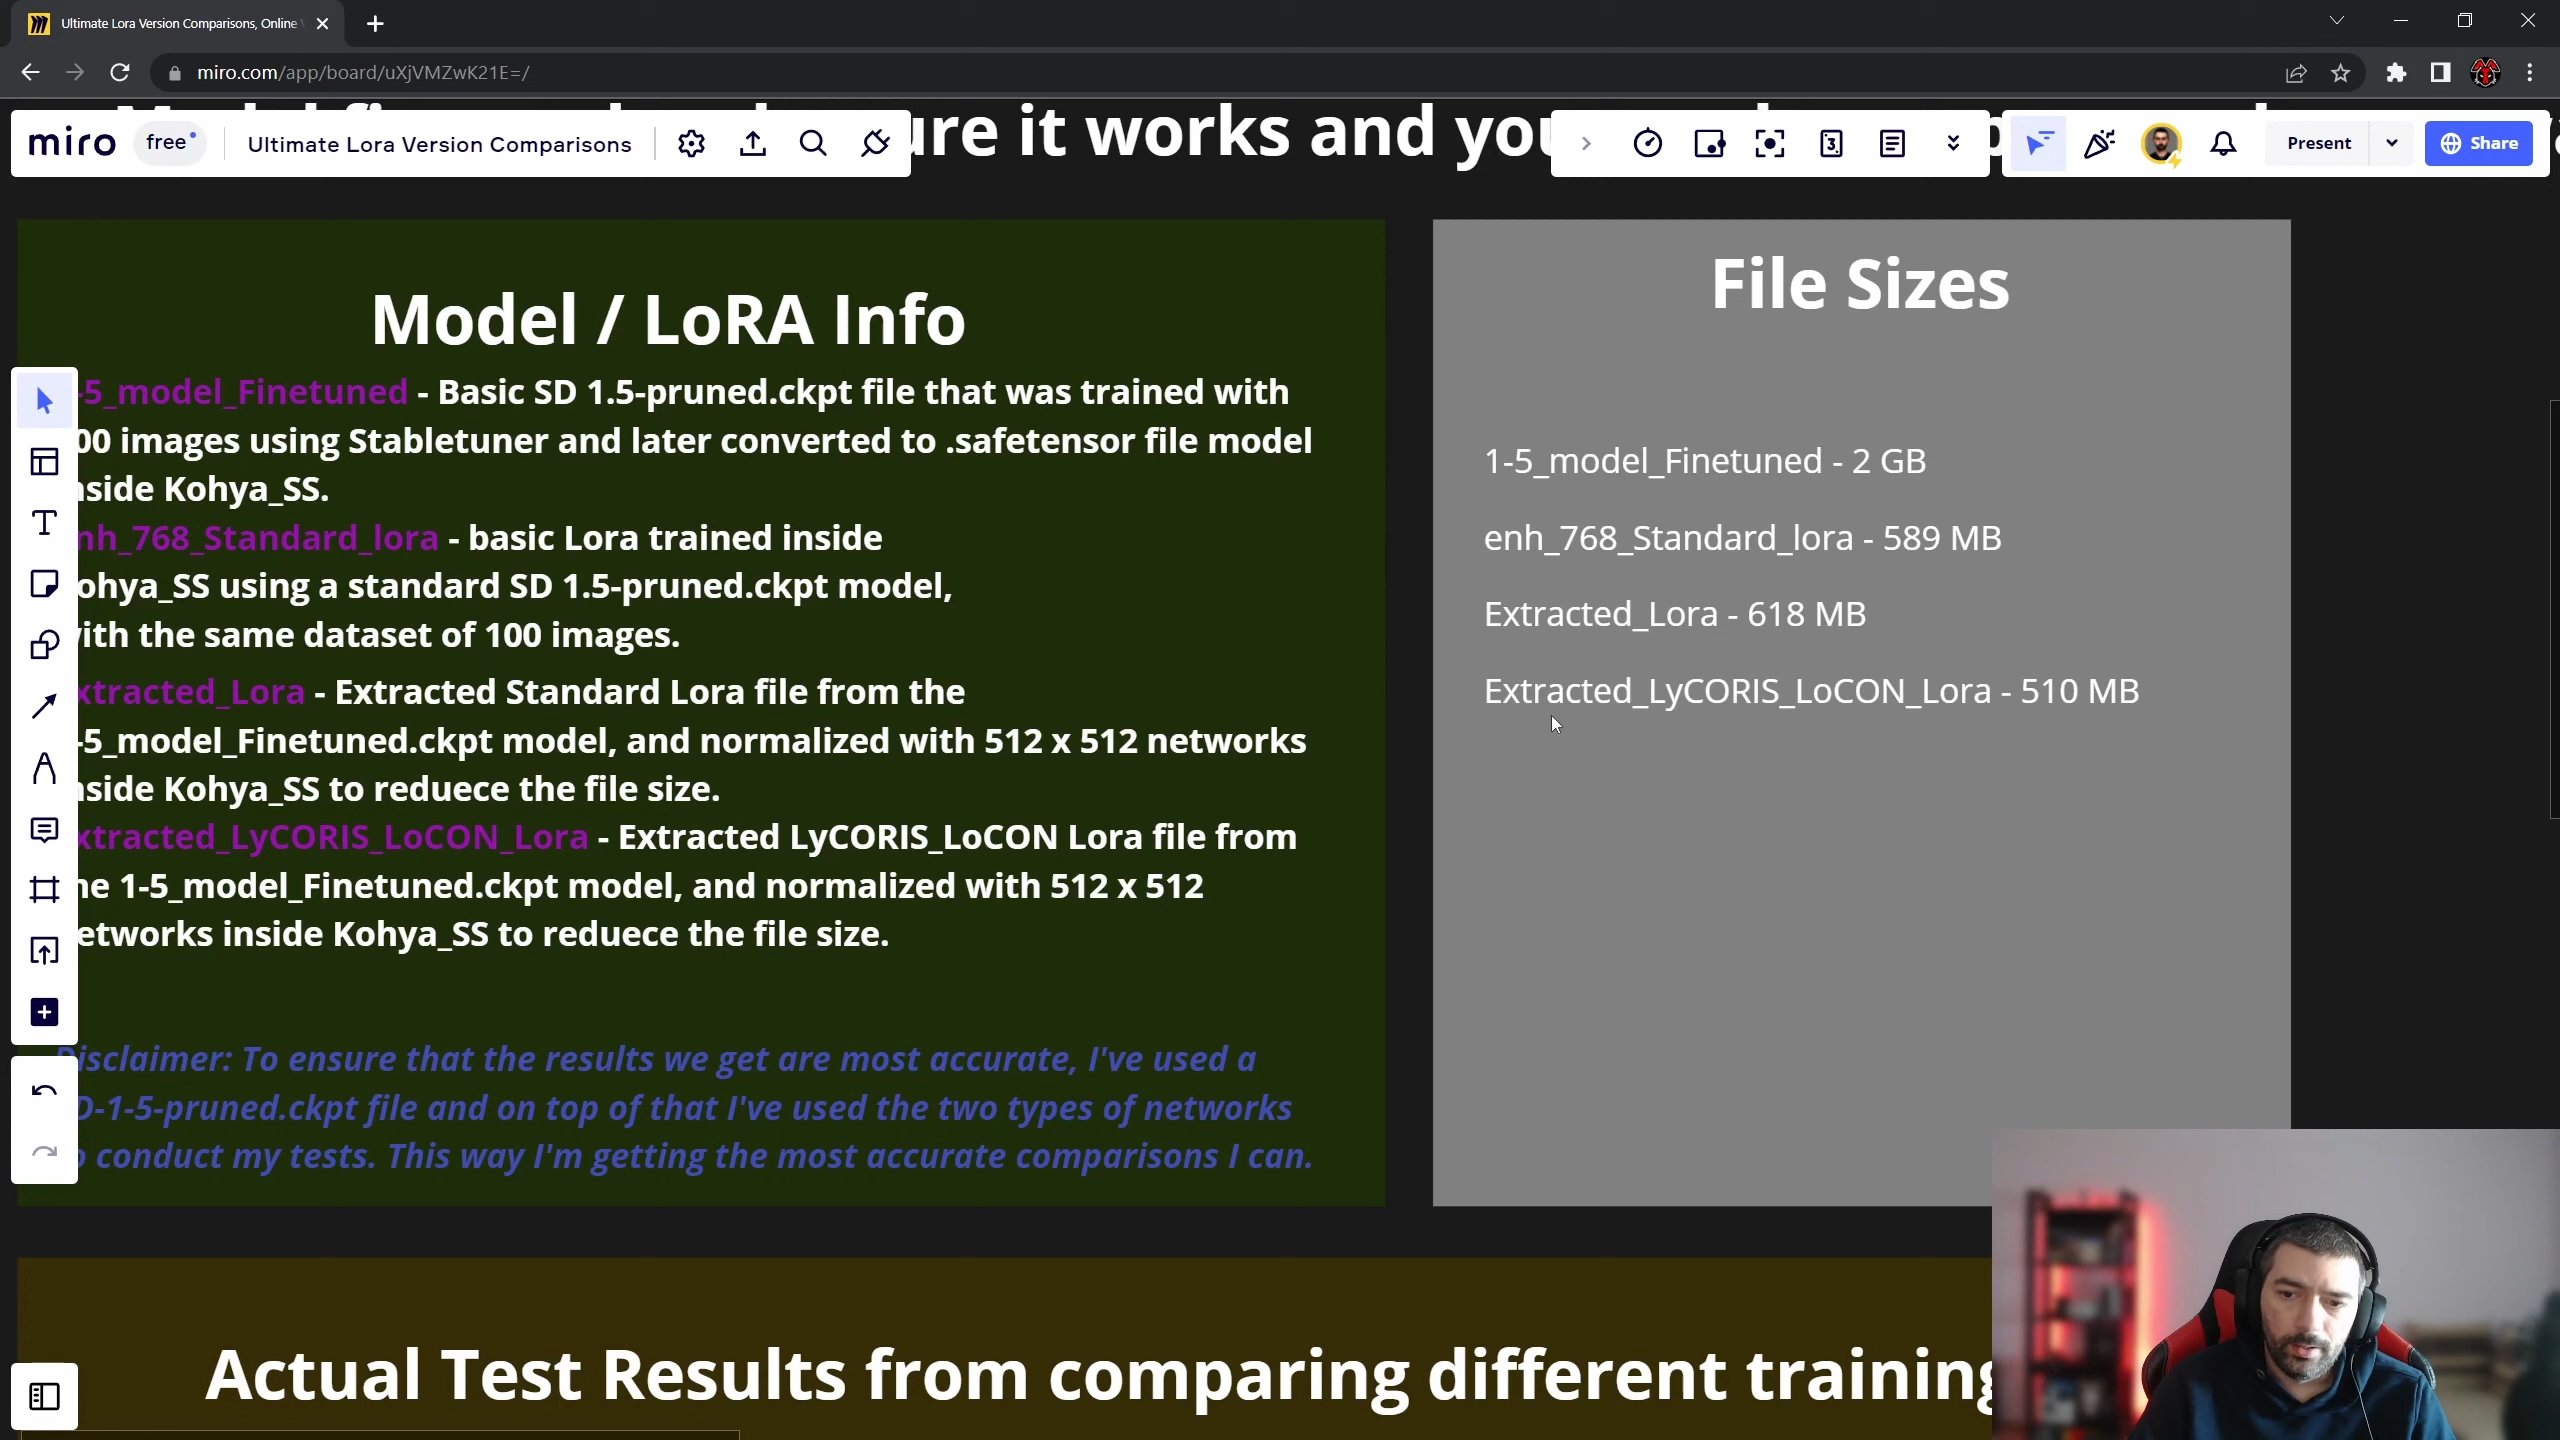 Ultimate Lora Version Comparisons, Online
miro.com/app/board/uXjVMZwK21E=/
ure it works and you
miro
free
Ultimate Lora Version Comparisons
Present
Share
Model / LoRA Info
-5_model_Finetuned - Basic SD 1.5-pruned.ckpt file that was trained with
00 images using Stabletuner and later converted to .safetensor file model
nside Kohya_SS.
nh_768_Standard_lora - basic Lora trained inside
ohya_SS using a standard SD 1.5-pruned.ckpt model,
with the same dataset of 100 images.
xtracted_Lora - Extracted Standard Lora file from the
-5_model_Finetuned.ckpt model, and normalized with 512 x 512 networks
nside Kohya_SS to reduece the file size.
xtracted_LyCORIS_LoCON_Lora - Extracted LyCORIS_LoCON Lora file from
he 1-5_model_Finetuned.ckpt model, and normalized with 512 x 512
etworks inside Kohya_SS to reduece the file size.
Disclaimer: To ensure that the results we get are most accurate, I've used a
D-1-5-pruned.ckpt file and on top of that I've used the two types of networks
o conduct my tests. This way I'm getting the most accurate comparisons I can.
File Sizes
1-5_model_Finetuned - 2 GB
enh_768_Standard_lora - 589 MB
Extracted_Lora - 618 MB
Extracted_LyCORIS_LoCON_Lora - 510 MB
Actual Test Results from comparing different training